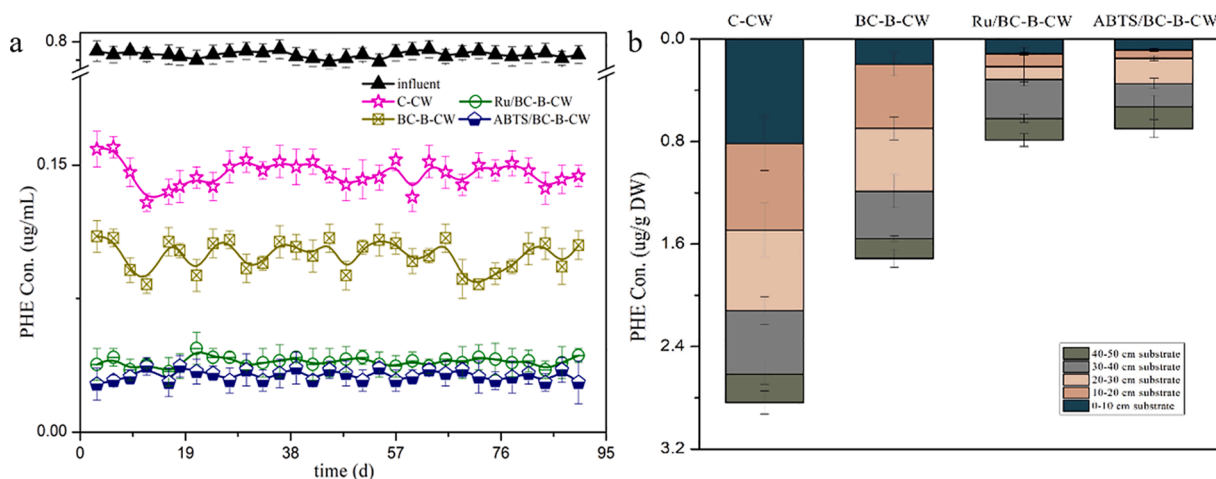 a
0.8
0.15
0.00
PHE Con. (ug/mL)
influent
C-CW
Ru/BC-B-CW
BC-B-CW
ABTS/BC-B-CW
0
19
38
57
76
95
time (d)
b
C-CW
BC-B-CW
Ru/BC-B-CW
ABTS/BC-B-CW
0.0
0.8
1.6
2.4
3.2
PHE Con. (ug/g DW)
40-50 cm substrate
30-40 cm substrate
20-30 cm substrate
10-20 cm substrate
0-10 cm substrate